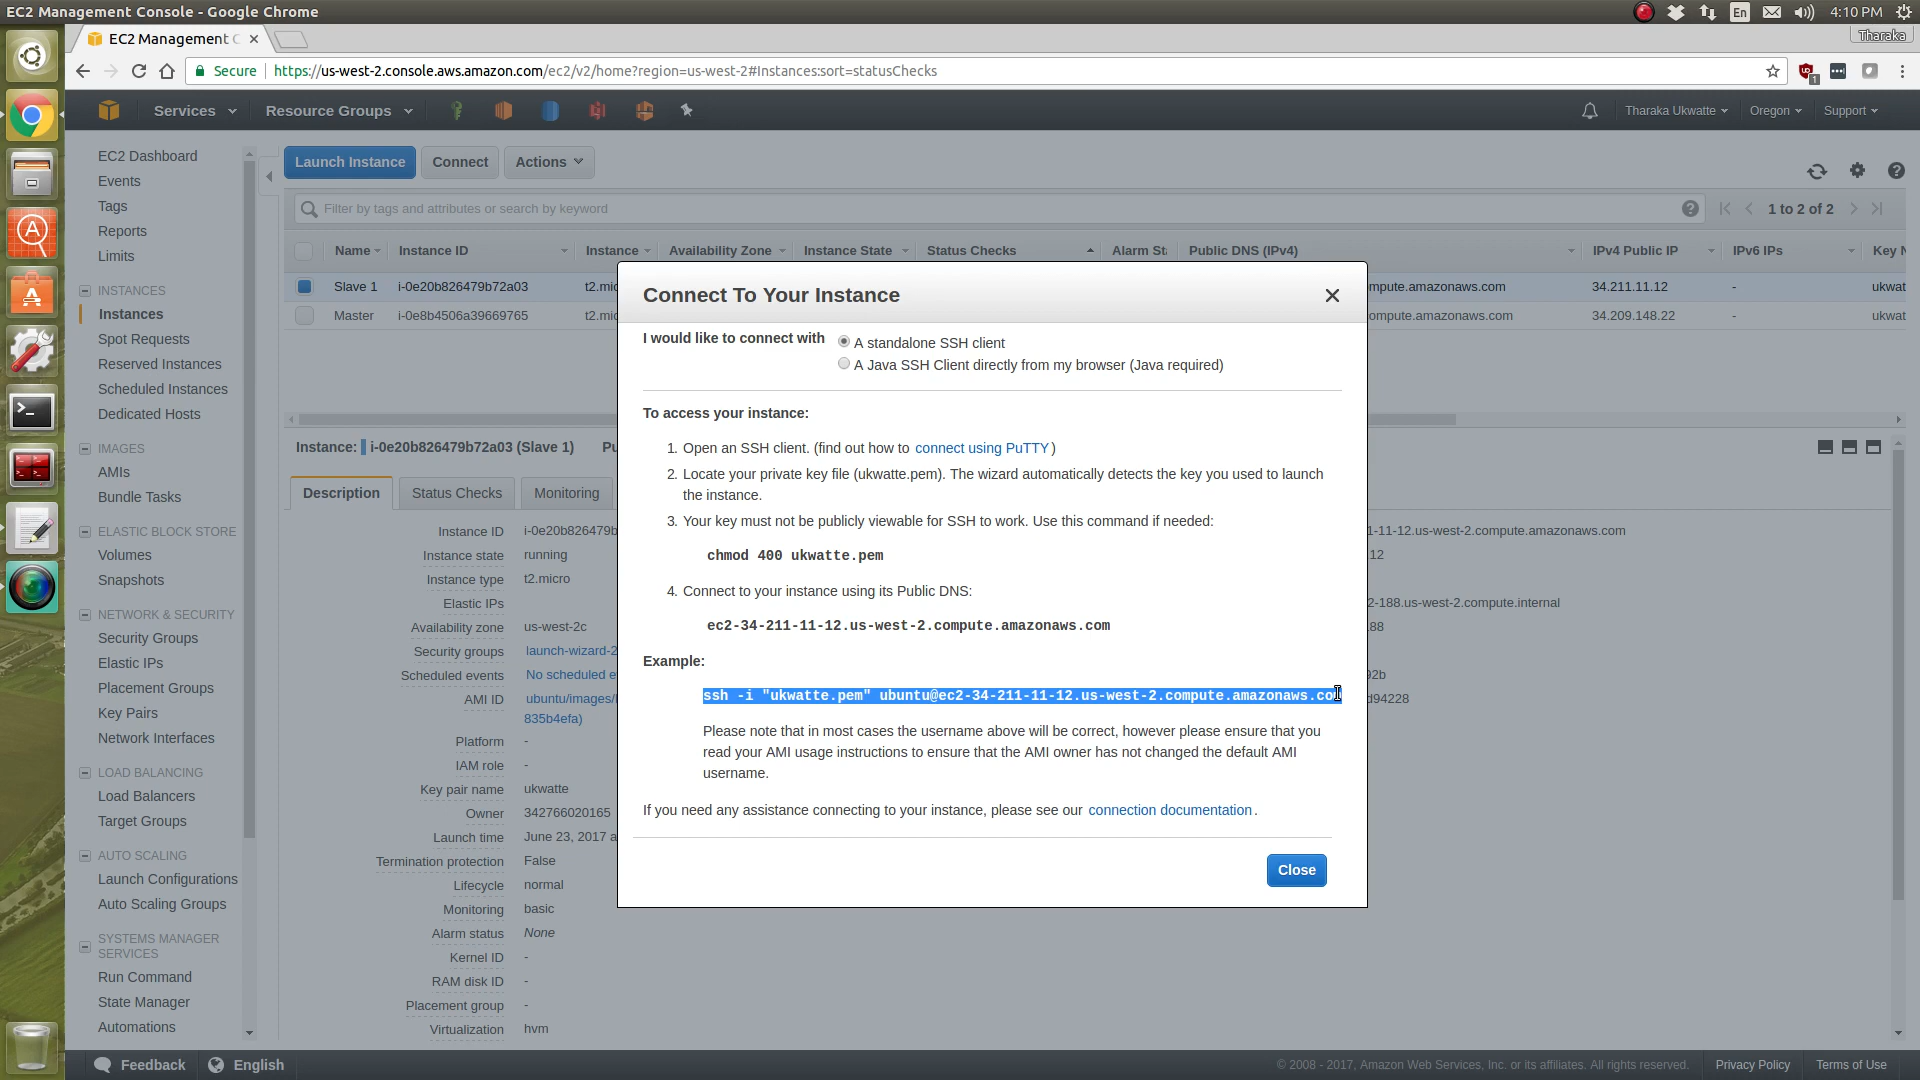 EC2 Management Console - Google Chrome
En
4:10 PM
EC2 Management C
Tharaka
Secure
https://us-west-2.console.aws.amazon.com/ec2/v2/home?region=us-west-2#Instances:sort=statusChecks
1
Services
Resource Groups
Tharaka Ukwatte
Oregon
Support
EC2 Dashboard
Events
Tags
Reports
Limits
INSTANCES
Instances
Spot Requests
Reserved Instances
Scheduled Instances
Dedicated Hosts
IMAGES
AMIs
Bundle Tasks
ELASTIC BLOCK STORE
Volumes
Snapshots
NETWORK & SECURITY
Security Groups
Elastic IPs
Placement Groups
Key Pairs
Network Interfaces
LOAD BALANCING
Load Balancers
Target Groups
AUTO SCALING
Launch Configurations
Auto Scaling Groups
SYSTEMS MANAGER
SERVICES
Run Command
State Manager
Automations
Launch Instance
Connect
Actions
Filter by tags and attributes or search by keyword
1 to 2 of 2
Name Instance ID Instance Availability Zone Instance State Status Checks Alarm St Public DNS (IPv4) IPv4 Public IP IPv6 IPs Key N
Slave 1 i-0e20b826479b72a03 t2.mic mpute.amazonaws.com 34.211.11.12 - ukwat
Master i-0e8b4506a39669765 t2.mic ompute.amazonaws.com 34.209.148.22 - ukwat
Instance: i-0e20b826479b72a03 (Slave 1) Pu
Description
Status Checks
Monitoring
Instance ID i-0e20b826479b 1-11-12.us-west-2.compute.amazonaws.com
Instance state running 12
Instance type t2.micro
Elastic IPs 2-188.us-west-2.compute.internal
Availability zone us-west-2c 88
Security groups launch-wizard-2
Scheduled events No scheduled e 92b
AMI ID ubuntu/images/ d94228
835b4efa)
Platform -
IAM role -
Key pair name ukwatte
Owner 342766020165
Launch time June 23, 2017 a
Termination protection False
Lifecycle normal
Monitoring basic
Alarm status None
Kernel ID -
RAM disk ID -
Placement group -
Virtualization hvm
Connect To Your Instance
I would like to connect with
A standalone SSH client
A Java SSH Client directly from my browser (Java required)
To access your instance:
1. Open an SSH client. (find out how to connect using PuTTY)
2. Locate your private key file (ukwatte.pem). The wizard automatically detects the key you used to launch
the instance.
3. Your key must not be publicly viewable for SSH to work. Use this command if needed:
chmod 400 ukwatte.pem
4. Connect to your instance using its Public DNS:
ec2-34-211-11-12.us-west-2.compute.amazonaws.com
Example:
ssh -i "ukwatte.pem" ubuntu@ec2-34-211-11-12.us-west-2.compute.amazonaws.com
Please note that in most cases the username above will be correct, however please ensure that you
read your AMI usage instructions to ensure that the AMI owner has not changed the default AMI
username.
If you need any assistance connecting to your instance, please see our connection documentation.
Close
Feedback
English
© 2008 - 2017, Amazon Web Services, Inc. or its affiliates. All rights reserved.
Privacy Policy
Terms of Use